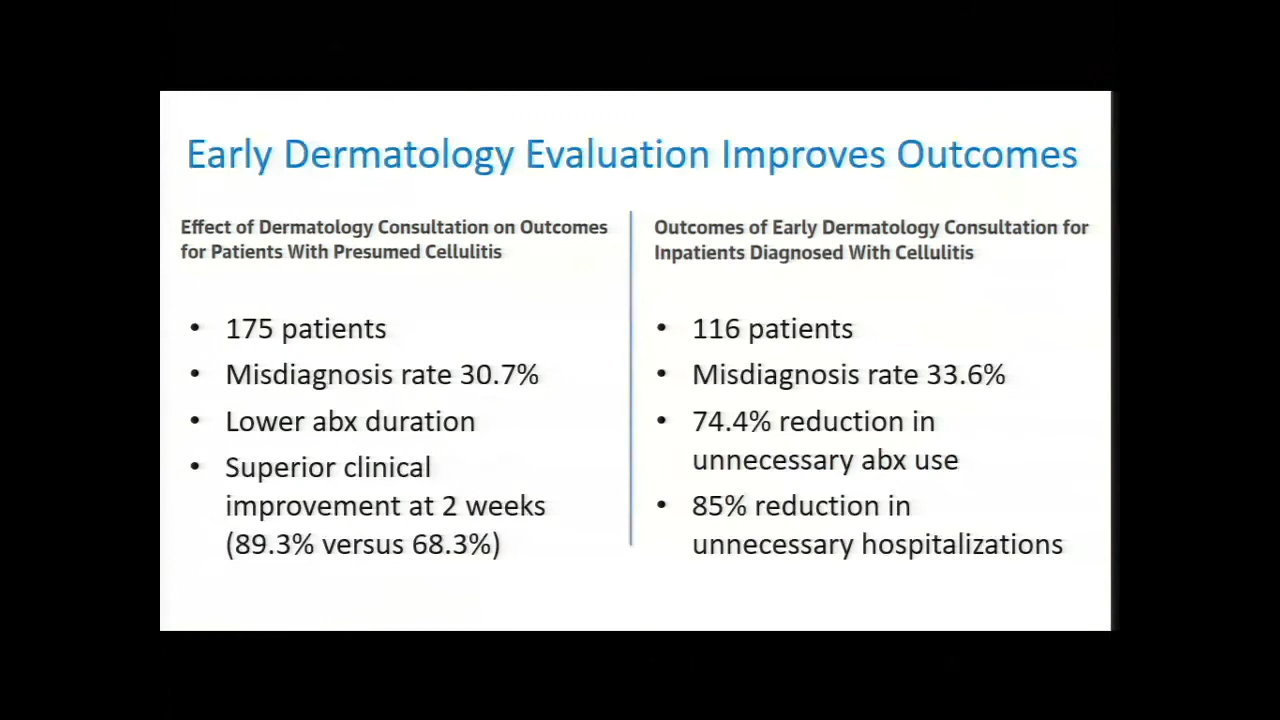 Early Dermatology Evaluation Improves Outcomes
Effect of Dermatology Consultation on Outcomes
for Patients With Presumed Cellulitis
• 175 patients
• Misdiagnosis rate 30.7%
• Lower abx duration
• Superior clinical
improvement at 2 weeks
(89.3% versus 68.3%)
Outcomes of Early Dermatology Consultation for
Inpatients Diagnosed With Cellulitis
• 116 patients
• Misdiagnosis rate 33.6%
• 74.4% reduction in
unnecessary abx use
• 85% reduction in
unnecessary hospitalizations